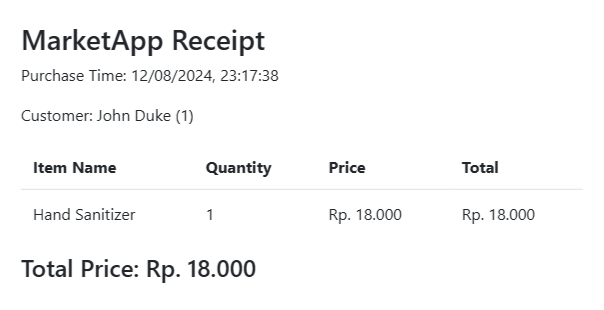 MarketApp Receipt
Purchase Time: 12/08/2024, 23:17:38
Customer: John Duke (1)
Item Name Quantity Price Total
Hand Sanitizer 1 Rp. 18.000 Rp. 18.000
Total Price: Rp. 18.000